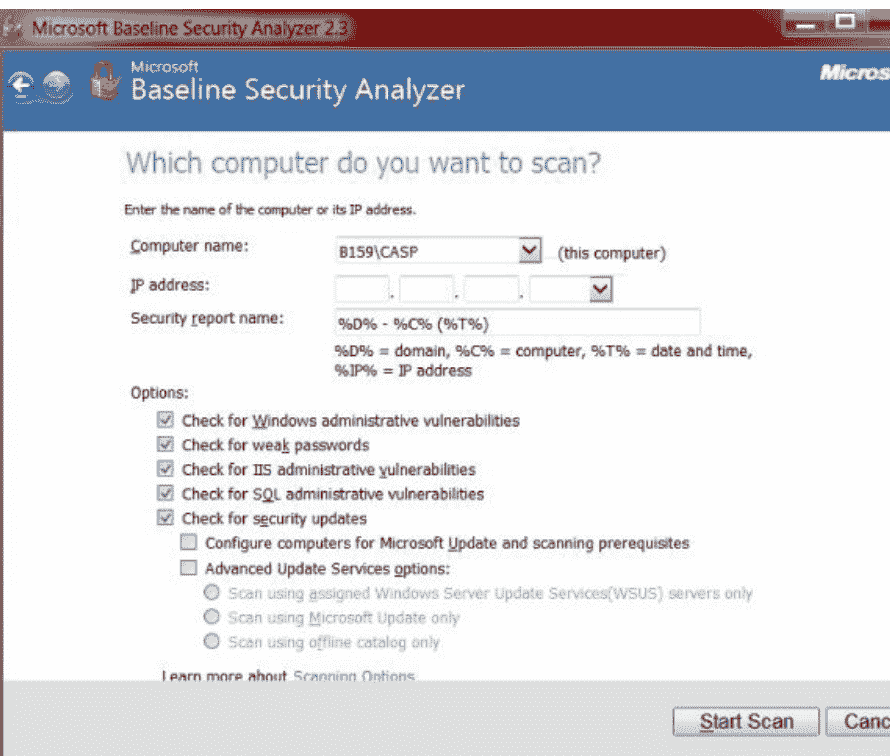 Microsoft Baseline Security Analyzer 2.3
Microsoft
Baseline Security Analyzer
Micros
Which computer do you want to scan?
Enter the name of the computer or its IP address.
Computer name:
B159\CASP
(this computer)
IP address:
. . .
Security report name:
%D% - %C% (%T%)
%D% = domain, %C% = computer, %T% = date and time,
%IP% = IP address
Options:
Check for Windows administrative vulnerabilities
Check for weak passwords
Check for IIS administrative vulnerabilities
Check for SQL administrative vulnerabilities
Check for security updates
Configure computers for Microsoft Update and scanning prerequisites
Advanced Update Services options:
Scan using assigned Windows Server Update Services(WSUS) servers only
Scan using Microsoft Update only
Scan using offline catalog only
Learn more about Scanning Options
Start Scan
Canc